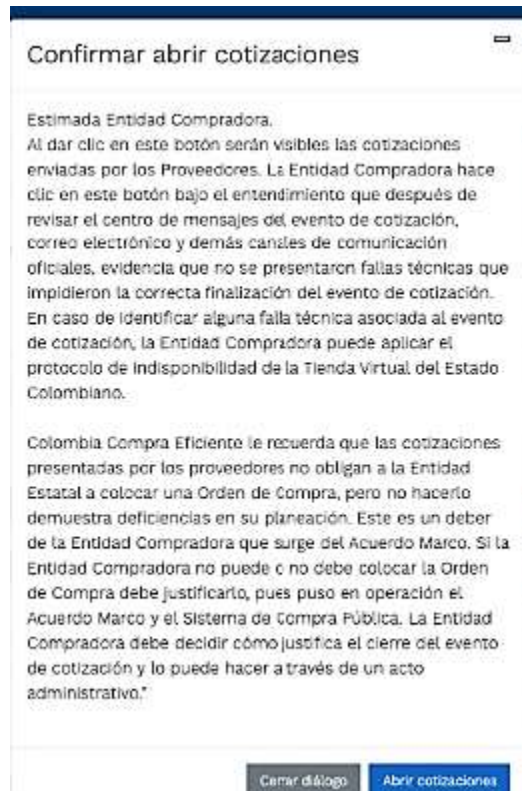 Confirmar abrir cotizaciones
Estimada Entidad Compradora.
Al dar clic en este botón serán visibles las cotizaciones
enviadas por los Proveedores. La Entidad Compradora hace
clic en este botón bajo el entendimiento que después de
revisar el centro de mensajes del evento de cotización,
correo electrónico y demás canales de comunicación
oficiales, evidencia que no se presentaron fallas técnicas que
impidieron la correcta finalización del evento de cotización.
En caso de identificar alguna falla técnica asociada al evento
de cotización, la Entidad Compradora puede aplicar el
protocolo de indisponibilidad de la Tienda Virtual del Estado
Colombiano.
Colombia Compra Eficiente le recuerda que las cotizaciones
presentadas por los proveedores no obligan a la Entidad
Estatal a colocar una Orden de Compra, pero no hacerlo
demuestra deficiencias en su planeación. Este es un deber
de la Entidad Compradora que surge del Acuerdo Marco. Si la
Entidad Compradora no puede o no debe colocar la Orden
de Compra debe justificarlo, pues puso en operación el
Acuerdo Marco y el Sistema de Compra Pública. La Entidad
Compradora debe decidir cómo justifica el cierre del evento
de cotización y lo puede hacer a través de un acto
administrativo."
Cerrar diálogo
Abrir cotizaciones